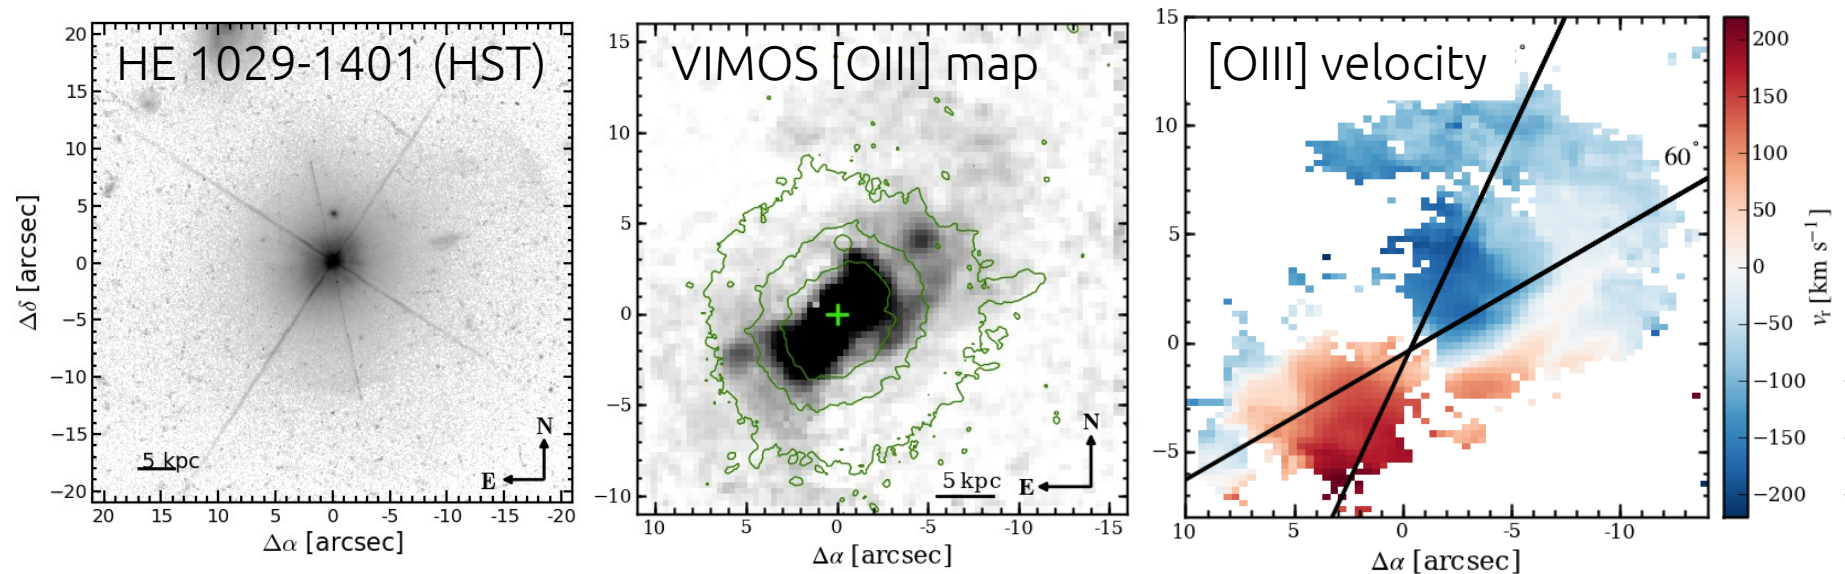 HE 1029-1401 (HST)
20
15
10
5
0
−5
−10
−15
−20
Δδ [arcsec]
5 kpc
N
E
20 15 10 5 0 -5 -10 -15 -20
Δα [arcsec]
VIMOS [OIII] map
15
10
5
0
−5
−10
5 kpc
N
E
10 5 0 -5 -10 -15
Δα [arcsec]
[OIII] velocity
15
10
5
0
−5
60°
10 5 0 -5 -10
Δα [arcsec]
200
150
100
50
0
−50
−100
−150
−200
vr [km s−1]